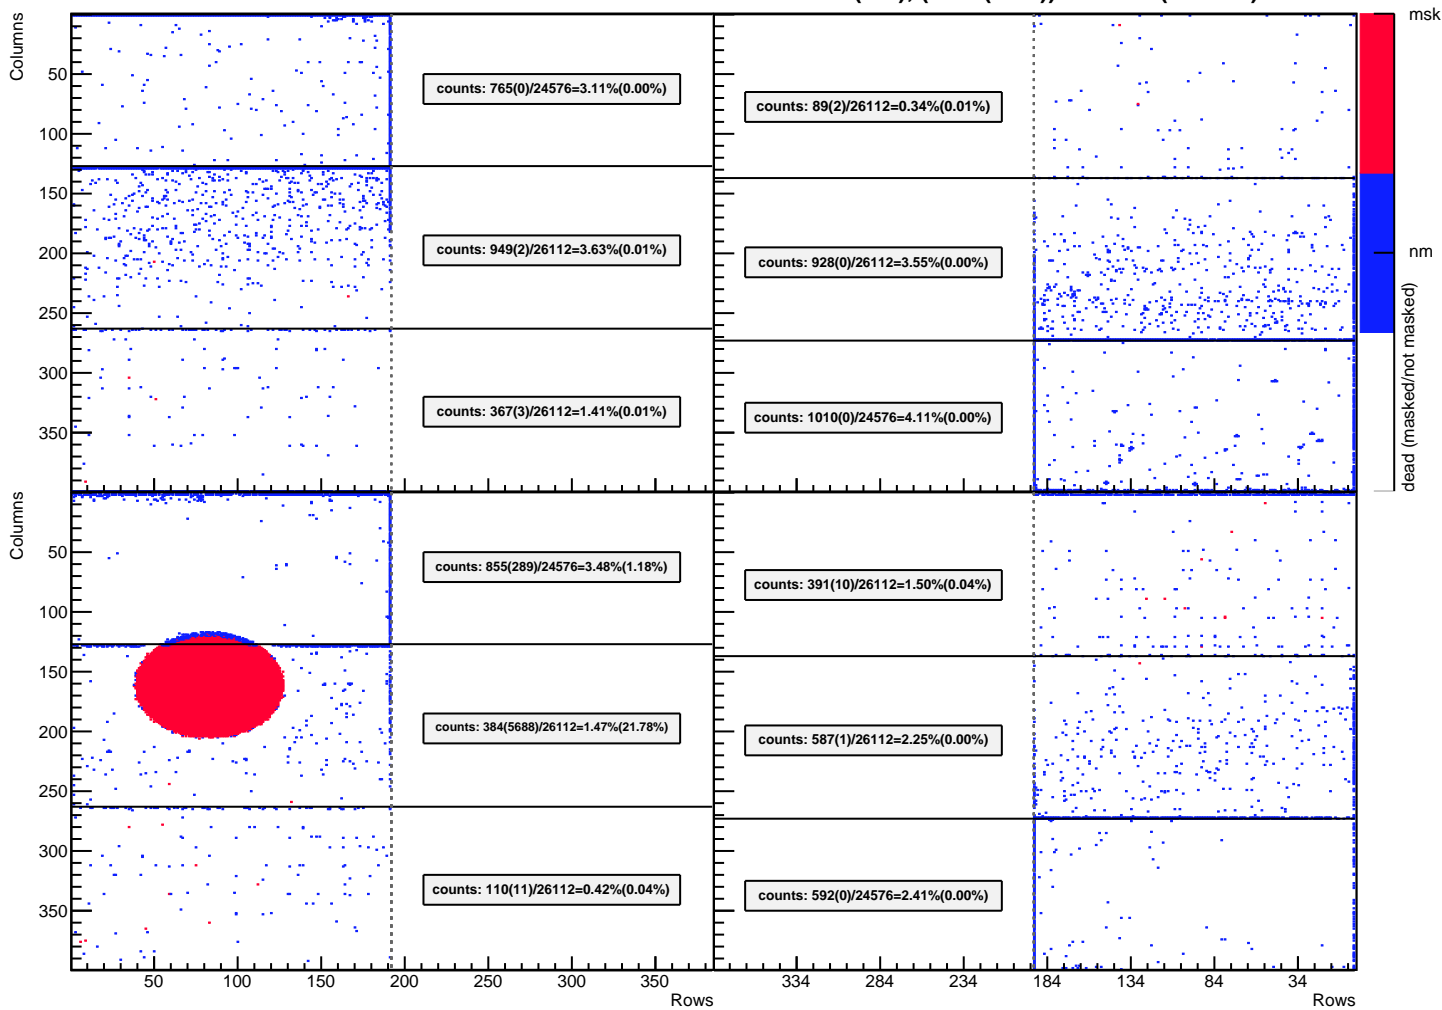 Columns
50
100
150
200
250
300
350
counts: 765(0)/24576=3.11%(0.00%)
counts: 949(2)/26112=3.63%(0.01%)
counts: 367(3)/26112=1.41%(0.01%)
counts: 89(2)/26112=0.34%(0.01%)
counts: 928(0)/26112=3.55%(0.00%)
counts: 1010(0)/24576=4.11%(0.00%)
msk
nm
dead (masked/not masked)
Columns
50
100
150
200
250
300
350
counts: 855(289)/24576=3.48%(1.18%)
counts: 384(5688)/26112=1.47%(21.78%)
counts: 110(11)/26112=0.42%(0.04%)
counts: 391(10)/26112=1.50%(0.04%)
counts: 587(1)/26112=2.25%(0.00%)
counts: 592(0)/24576=2.41%(0.00%)
50 100 150 200 250 300 350
Rows
334 284 234 184 134 84 34
Rows